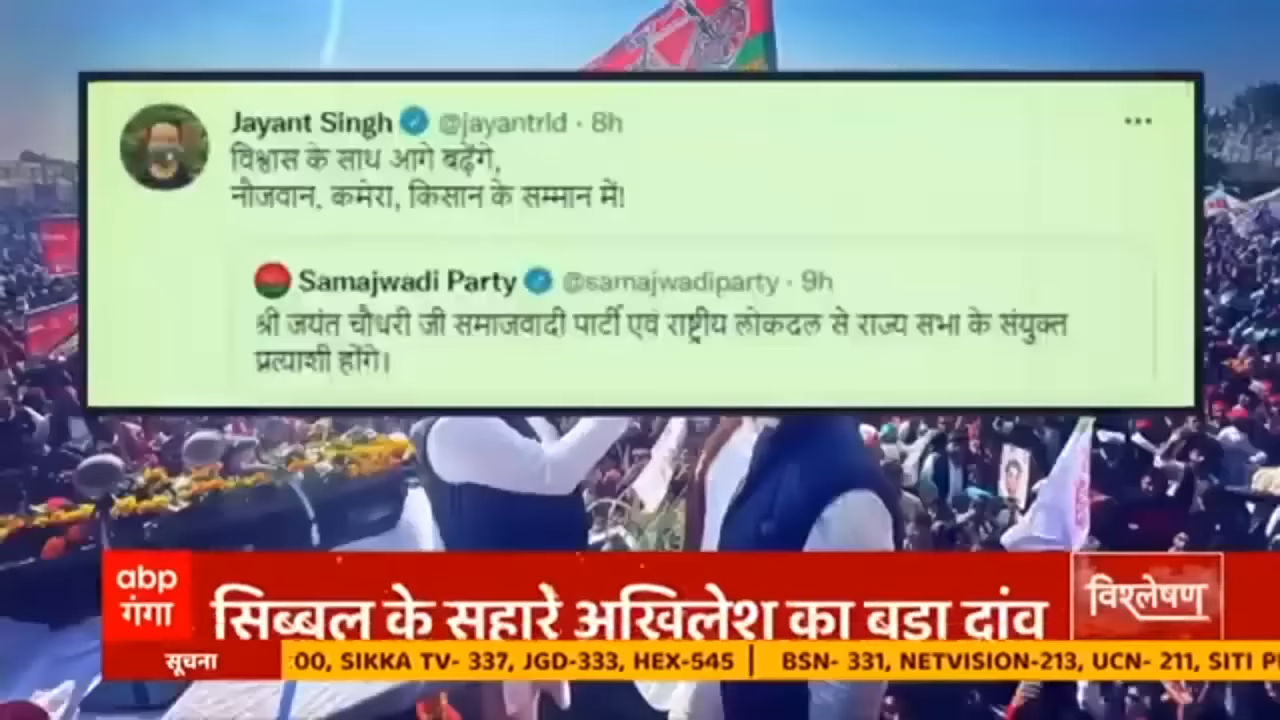 Jayant Singh @jayantrld · 8h
विश्वास के साथ आगे बढ़ेंगे,
नौजवान, कमेरा, किसान के सम्मान में!
Samajwadi Party @samajwadiparty · 9h
श्री जयंत चौधरी जी समाजवादी पार्टी एवं राष्ट्रीय लोकदल से राज्य सभा के संयुक्त
प्रत्याशी होंगे।
abp
गंगा
सिब्बल के सहारे अखिलेश का बड़ा दांव
विश्लेषण
सूचना
:00, SIKKA TV- 337, JGD-333, HEX-545 | BSN- 331, NETVISION-213, UCN- 211, SITI